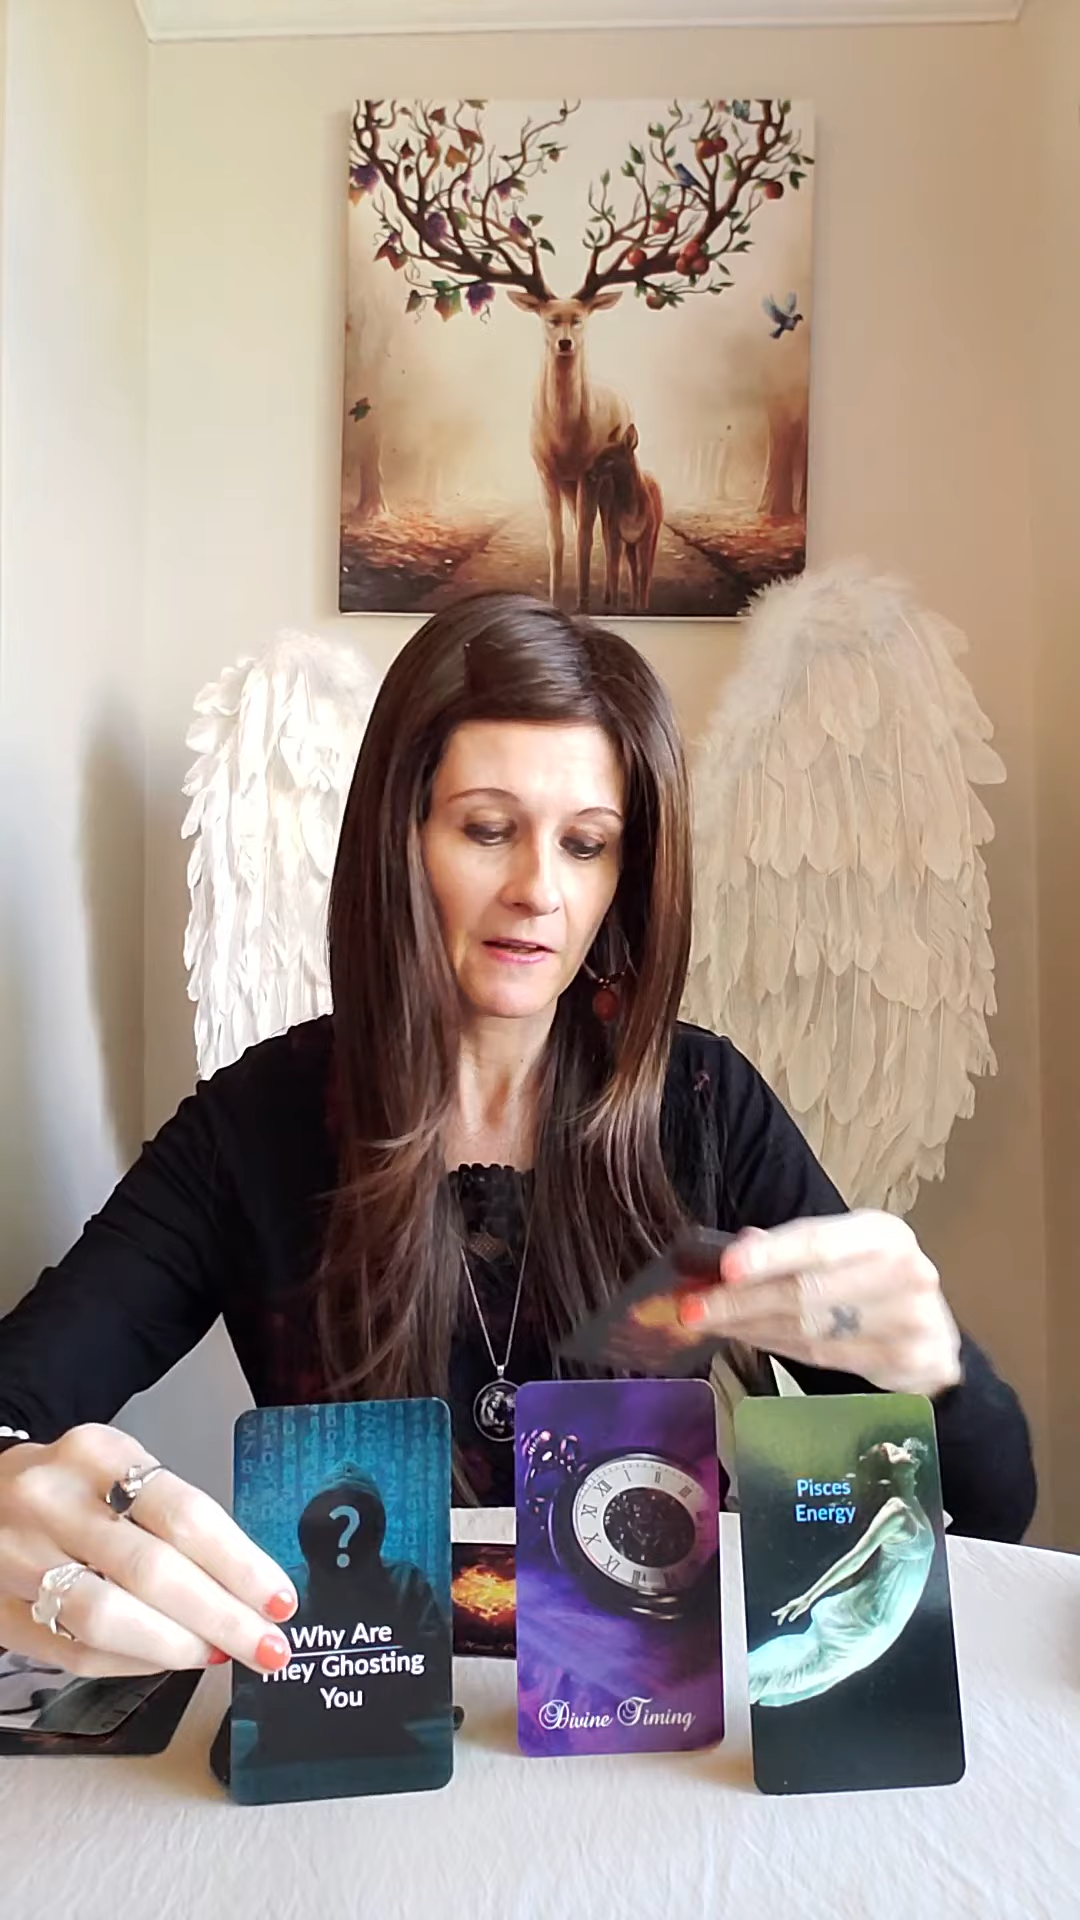 Why Are
They Ghosting
You
Divine Timing
Pisces
Energy